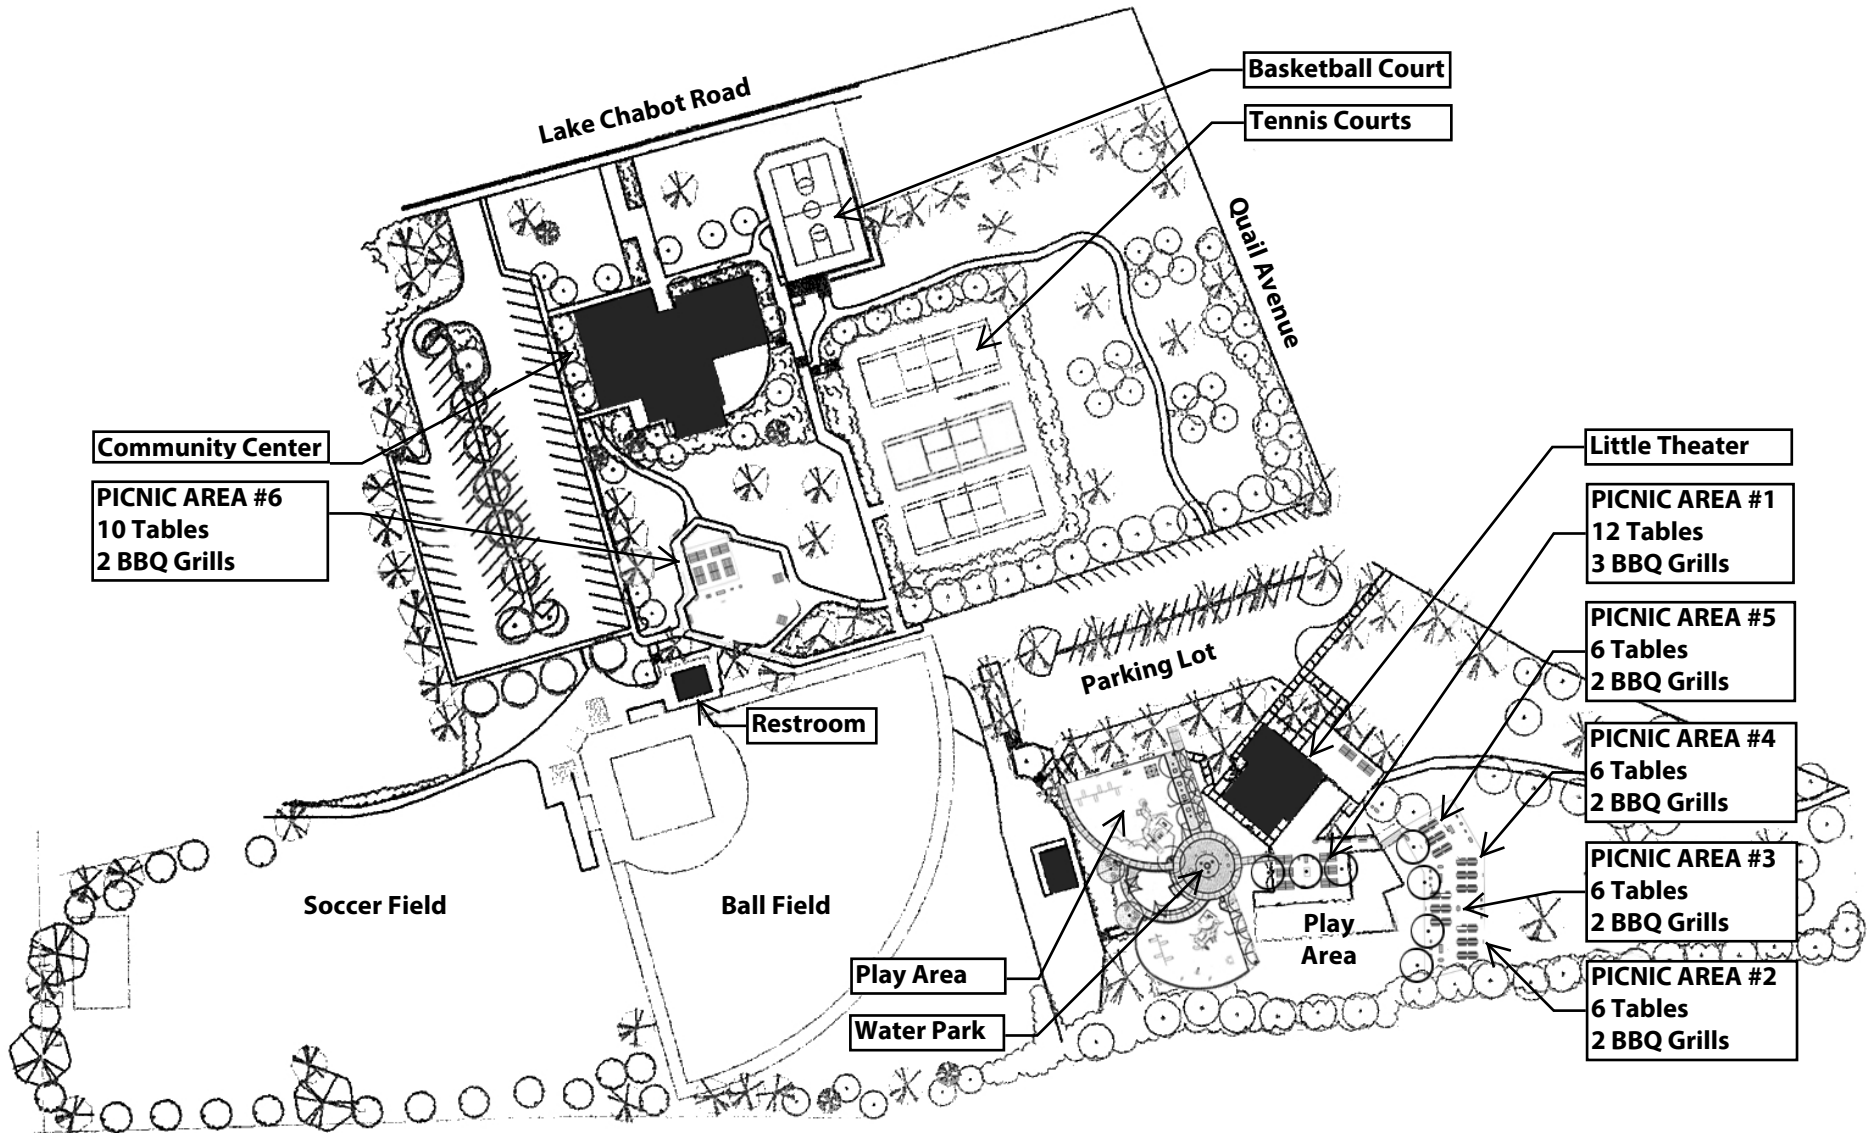 Basketball Court
Lake Chabot Road
Tennis Courts
Quail Avenue
Community Center
PICNIC AREA #6
10 Tables
2 BBQ Grills
Little Theater
PICNIC AREA #1
12 Tables
3 BBQ Grills
PICNIC AREA #5
6 Tables
2 BBQ Grills
Parking Lot
Restroom
PICNIC AREA #4
6 Tables
2 BBQ Grills
PICNIC AREA #3
6 Tables
2 BBQ Grills
Soccer Field
Ball Field
Play
Area
Play Area
Water Park
PICNIC AREA #2
6 Tables
2 BBQ Grills